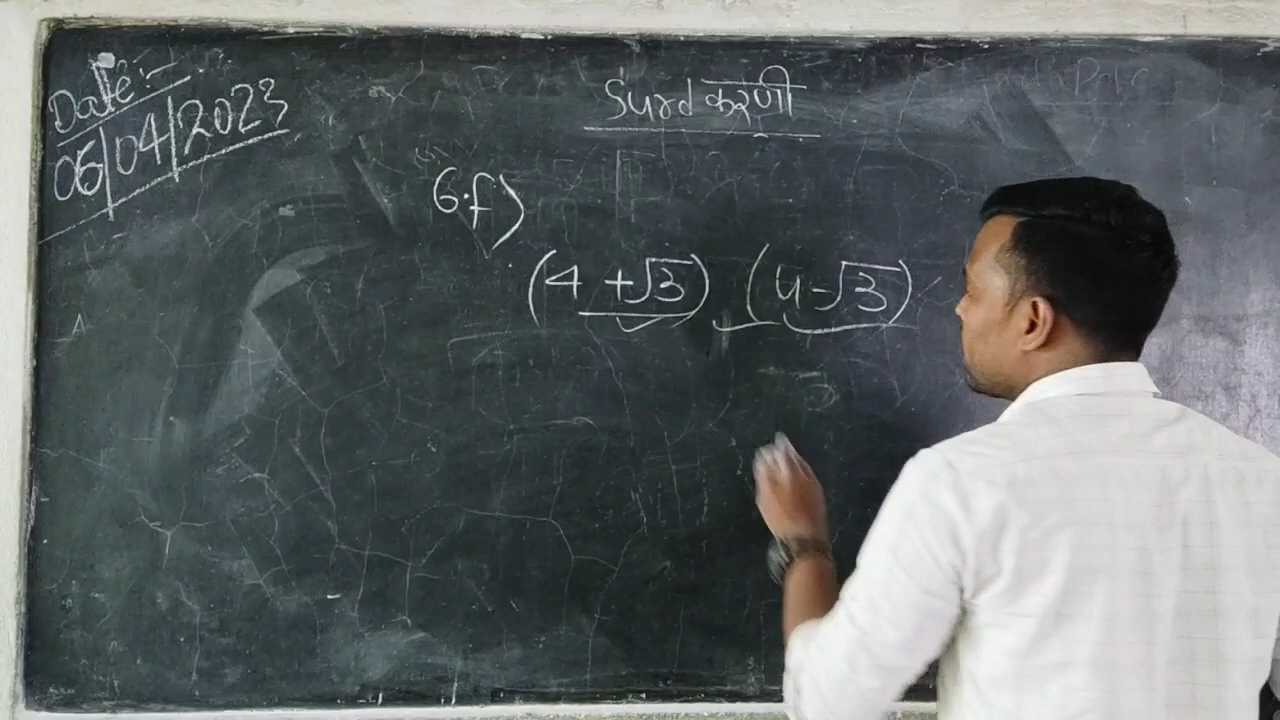 Date:-
06/04/2023
Surd करणी
6.f)
(4 +√3) (4-√3)